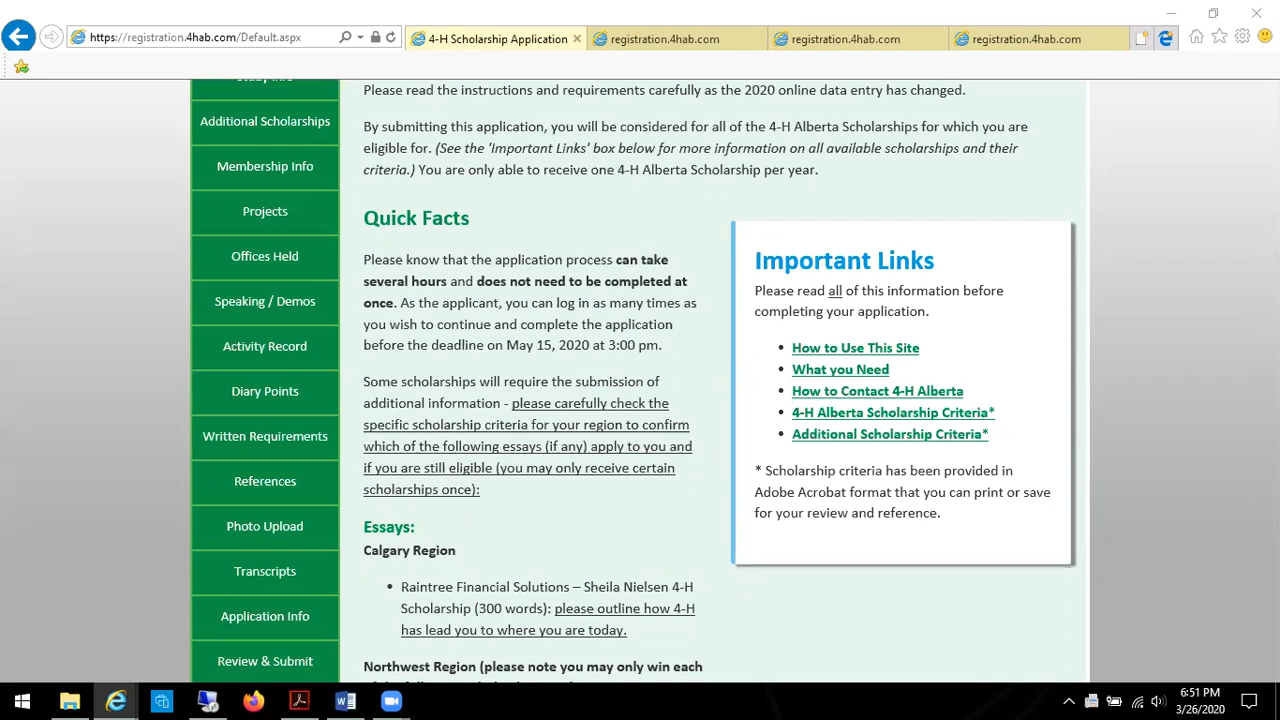 https://registration.4hab.com/Default.aspx
4-H Scholarship Application
registration.4hab.com
registration.4hab.com
registration.4hab.com
Study Info
Additional Scholarships
Membership Info
Projects
Offices Held
Speaking / Demos
Activity Record
Diary Points
Written Requirements
References
Photo Upload
Transcripts
Application Info
Review & Submit
Please read the instructions and requirements carefully as the 2020 online data entry has changed.
By submitting this application, you will be considered for all of the 4-H Alberta Scholarships for which you are
eligible for. (See the 'Important Links' box below for more information on all available scholarships and their
criteria.) You are only able to receive one 4-H Alberta Scholarship per year.
Quick Facts
Please know that the application process can take
several hours and does not need to be completed at
once. As the applicant, you can log in as many times as
you wish to continue and complete the application
before the deadline on May 15, 2020 at 3:00 pm.
Some scholarships will require the submission of
additional information - please carefully check the
specific scholarship criteria for your region to confirm
which of the following essays (if any) apply to you and
if you are still eligible (you may only receive certain
scholarships once):
Essays:
Calgary Region
• Raintree Financial Solutions – Sheila Nielsen 4-H
Scholarship (300 words): please outline how 4-H
has lead you to where you are today.
Northwest Region (please note you may only win each
Important Links
Please read all of this information before
completing your application.
• How to Use This Site
• What you Need
• How to Contact 4-H Alberta
• 4-H Alberta Scholarship Criteria*
• Additional Scholarship Criteria*
* Scholarship criteria has been provided in
Adobe Acrobat format that you can print or save
for your review and reference.
6:51 PM
3/26/2020